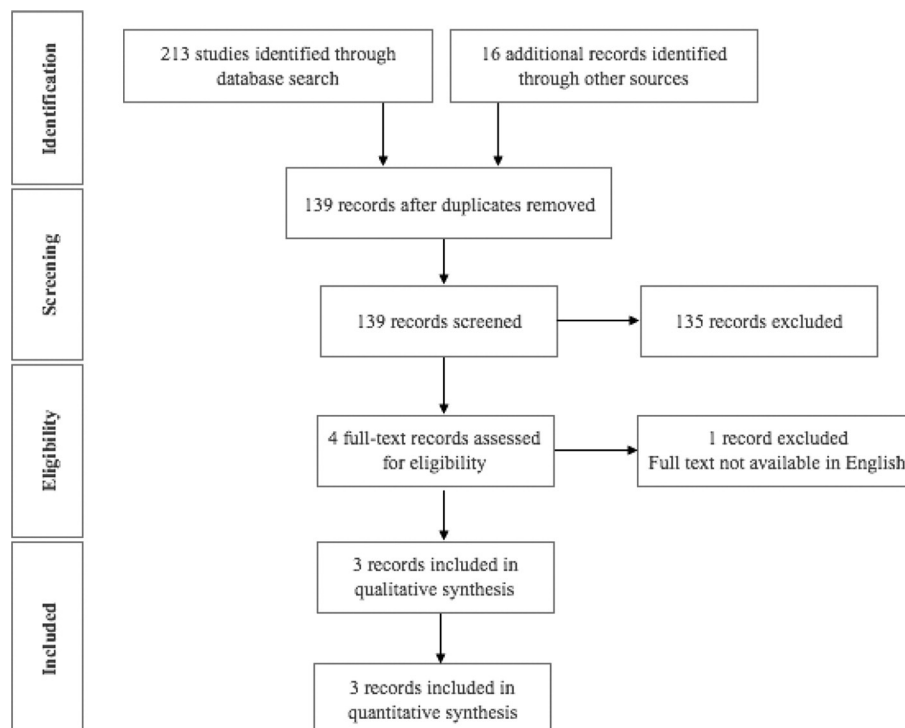 Identification
213 studies identified through
database search
16 additional records identified
through other sources
139 records after duplicates removed
Screening
139 records screened
135 records excluded
Eligibility
4 full-text records assessed
for eligibility
1 record excluded
Full text not available in English
Included
3 records included in
qualitative synthesis
3 records included in
quantitative synthesis